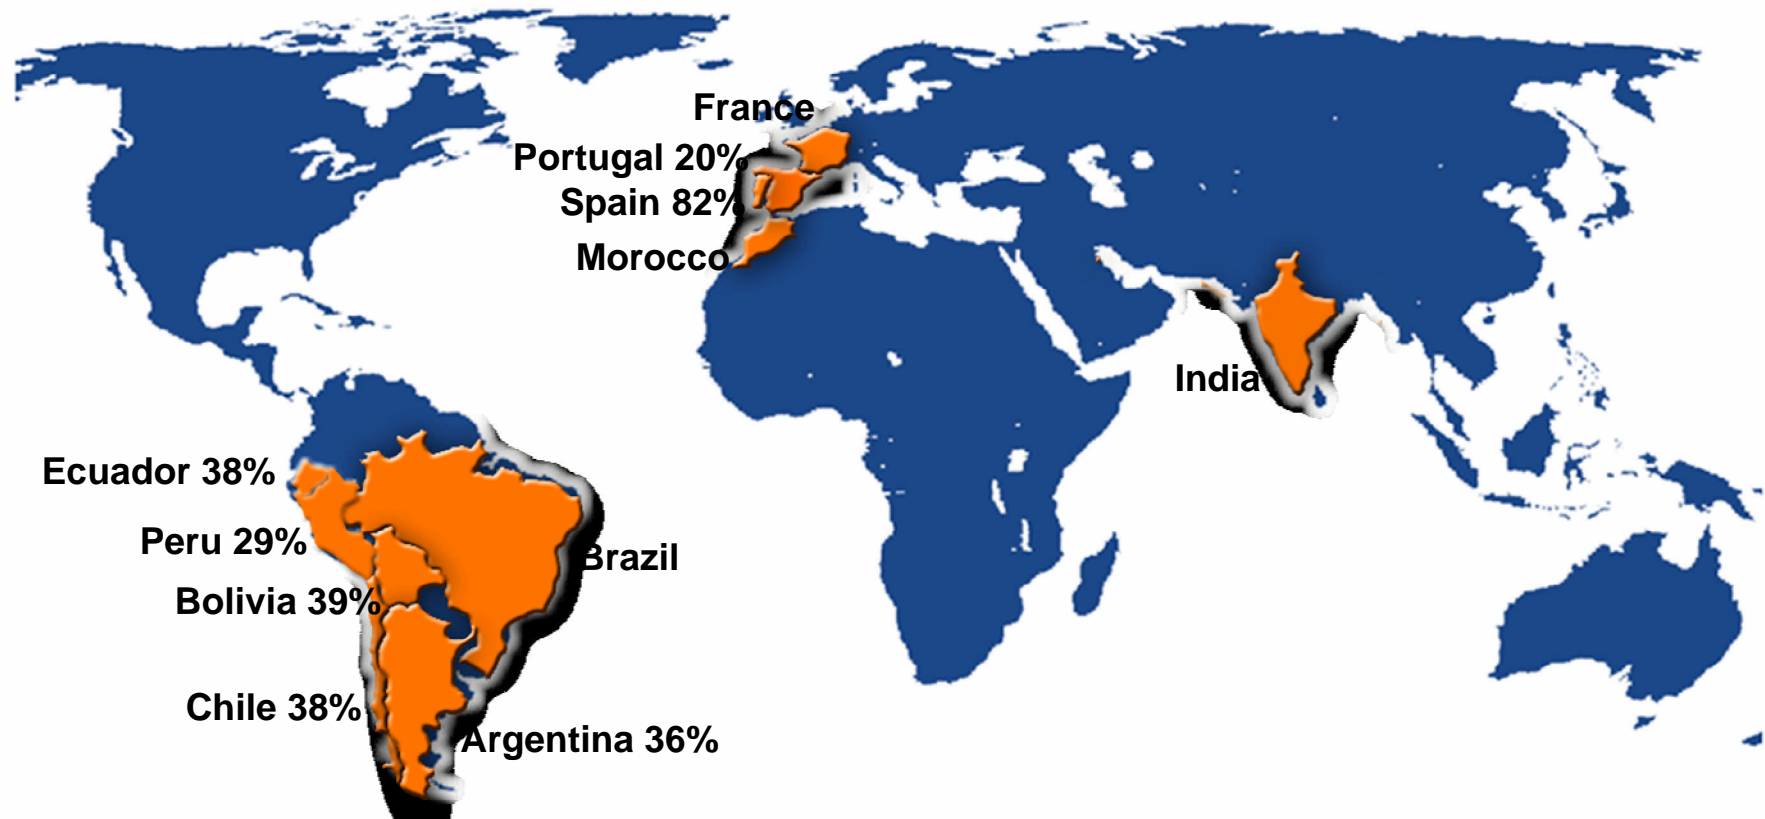 France
Portugal 20%
Spain 82%
Morocco
India
Ecuador 38%
Peru 29%
Brazil
Bolivia 39%
Chile 38%
Argentina 36%